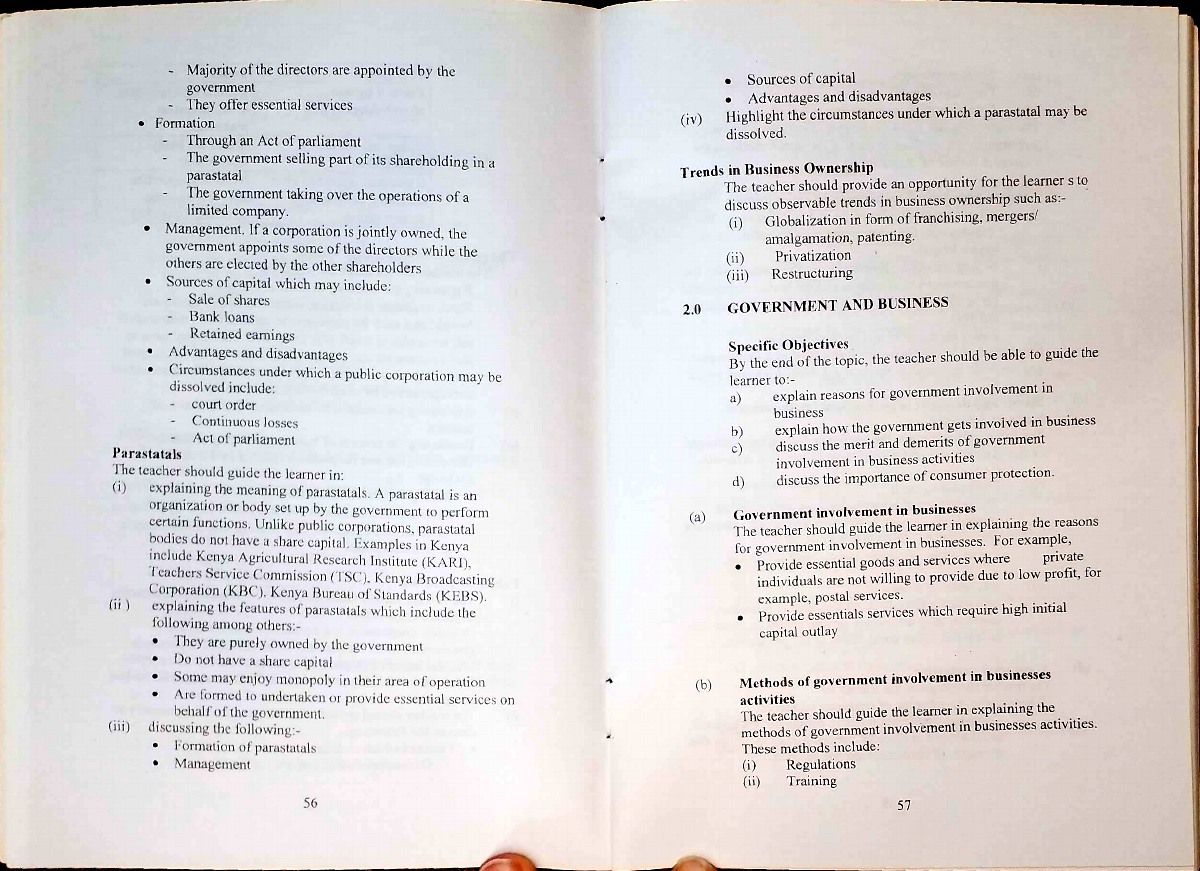 - Majority of the directors are appointed by the
government
- They offer essential services
• Formation
- Through an Act of parliament
- The government selling part of its shareholding in a
parastatal
- The government taking over the operations of a
limited company.
• Management. If a corporation is jointly owned, the
government appoints some of the directors while the
others are elected by the other shareholders
• Sources of capital which may include:
- Sale of shares
- Bank loans
- Retained earnings
• Advantages and disadvantages
• Circumstances under which a public corporation may be
dissolved include:
- court order
- Continuous losses
- Act of parliament
Parastatals
The teacher should guide the learner in:
(i) explaining the meaning of parastatals. A parastatal is an
organization or body set up by the government to perform
certain functions. Unlike public corporations, parastatal
bodies do not have a share capital. Examples in Kenya
include Kenya Agricultural Research Institute (KARI),
Teachers Service Commission (TSC), Kenya Broadcasting
Corporation (KBC), Kenya Bureau of Standards (KEBS).
(ii ) explaining the features of parastatals which include the
following among others:-
• They are purely owned by the government
• Do not have a share capital
• Some may enjoy monopoly in their area of operation
• Are formed to undertaken or provide essential services on
behalf of the government.
(iii) discussing the following:-
• Formation of parastatals
• Management
56
• Sources of capital
• Advantages and disadvantages
(iv) Highlight the circumstances under which a parastatal may be
dissolved.
Trends in Business Ownership
The teacher should provide an opportunity for the learner s to
discuss observable trends in business ownership such as:-
(i) Globalization in form of franchising, mergers/
amalgamation, patenting.
(ii) Privatization
(iii) Restructuring
2.0 GOVERNMENT AND BUSINESS
Specific Objectives
By the end of the topic, the teacher should be able to guide the
learner to:-
a) explain reasons for government involvement in
business
b) explain how the government gets involved in business
c) discuss the merit and demerits of government
involvement in business activities
d) discuss the importance of consumer protection.
(a) Government involvement in businesses
The teacher should guide the learner in explaining the reasons
for government involvement in businesses. For example,
• Provide essential goods and services where private
individuals are not willing to provide due to low profit, for
example, postal services.
• Provide essentials services which require high initial
capital outlay
(b) Methods of government involvement in businesses
activities
The teacher should guide the learner in explaining the
methods of government involvement in businesses activities.
These methods include:
(i) Regulations
(ii) Training
57